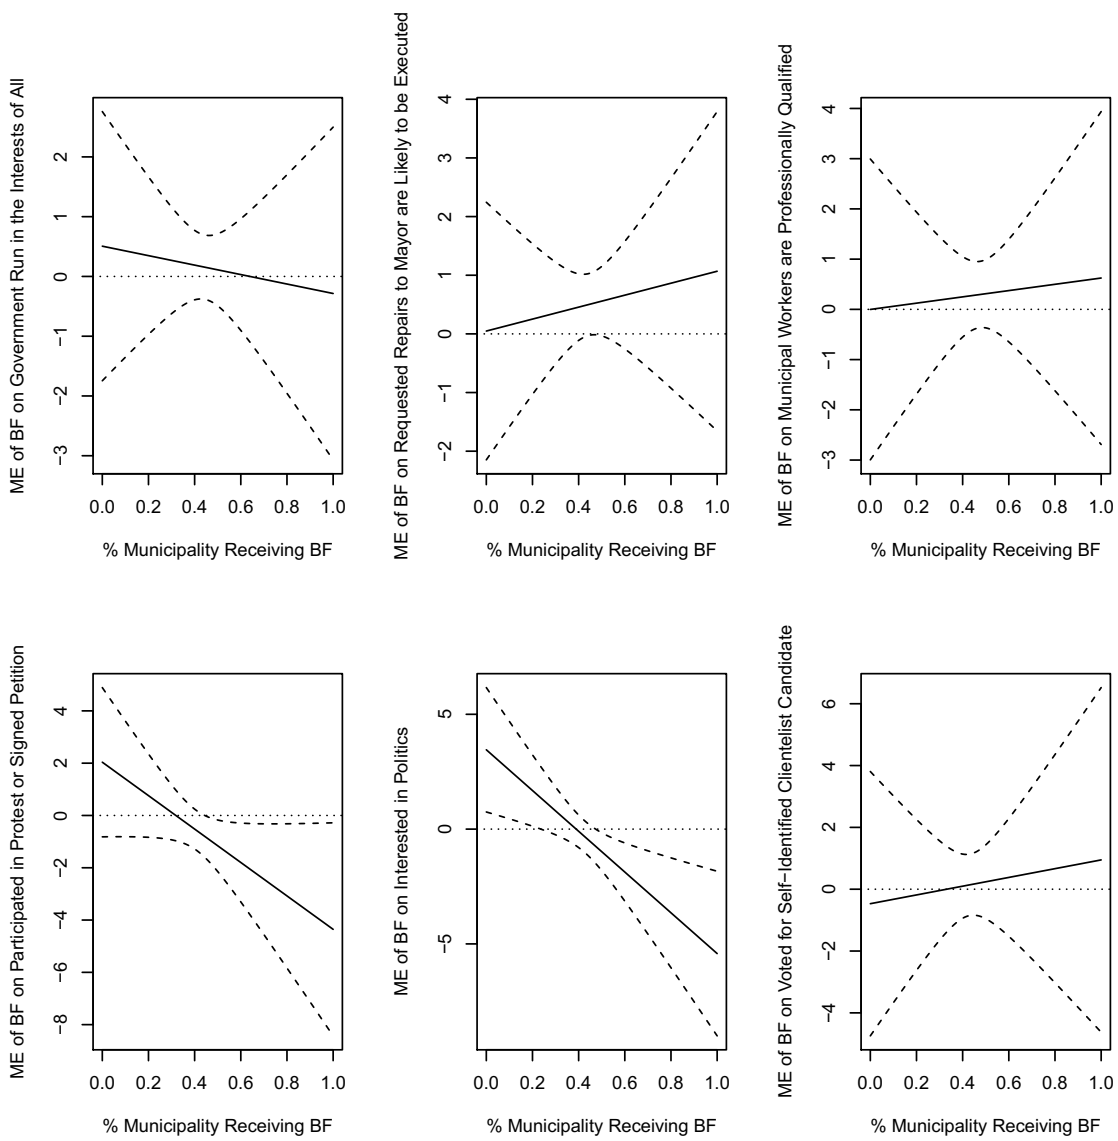 ME of BF on Government Run in the Interests of All
2
1
0
−1
−2
−3
0.0 0.2 0.4 0.6 0.8 1.0
% Municipality Receiving BF
ME of BF on Requested Repairs to Mayor are Likely to be Executed
4
3
2
1
0
−1
−2
0.0 0.2 0.4 0.6 0.8 1.0
% Municipality Receiving BF
ME of BF on Municipal Workers are Professionally Qualified
4
3
2
1
0
−1
−2
−3
0.0 0.2 0.4 0.6 0.8 1.0
% Municipality Receiving BF
ME of BF on Participated in Protest or Signed Petition
4
2
0
−2
−4
−6
−8
0.0 0.2 0.4 0.6 0.8 1.0
% Municipality Receiving BF
ME of BF on Interested in Politics
5
0
−5
0.0 0.2 0.4 0.6 0.8 1.0
% Municipality Receiving BF
ME of BF on Voted for Self−Identified Clientelist Candidate
6
4
2
0
−2
−4
0.0 0.2 0.4 0.6 0.8 1.0
% Municipality Receiving BF